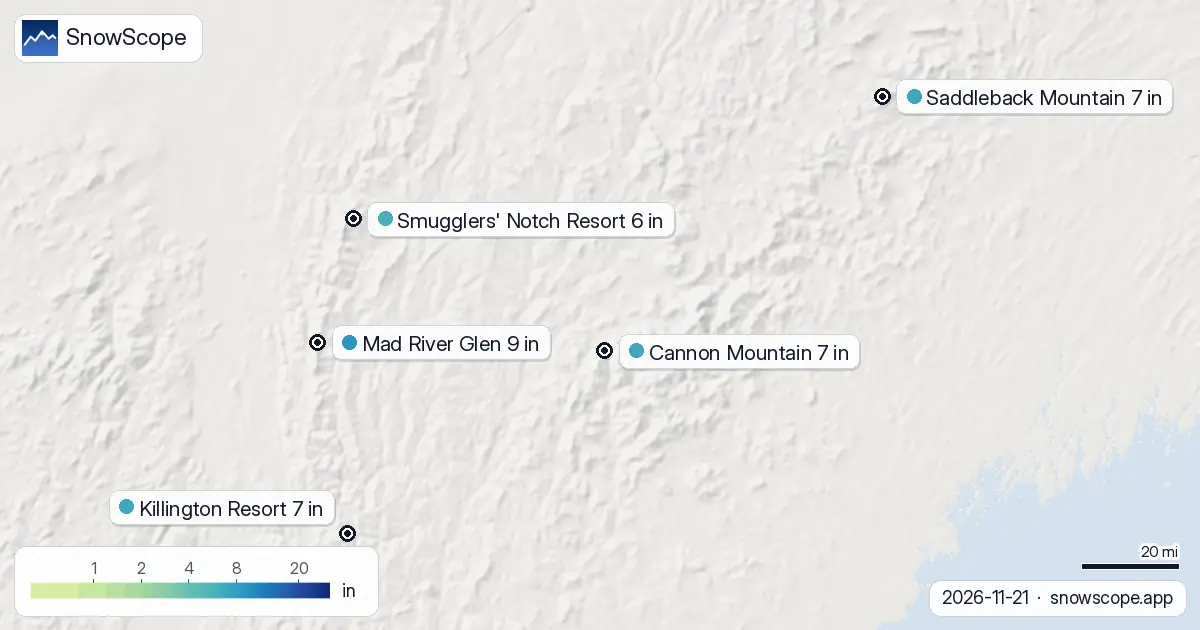 SnowScope
Saddleback Mountain 7 in
Smugglers' Notch Resort 6 in
Mad River Glen 9 in
Cannon Mountain 7 in
Killington Resort 7 in
1 2 4 8 20
in
20 mi
2026-11-21 · snowscope.app